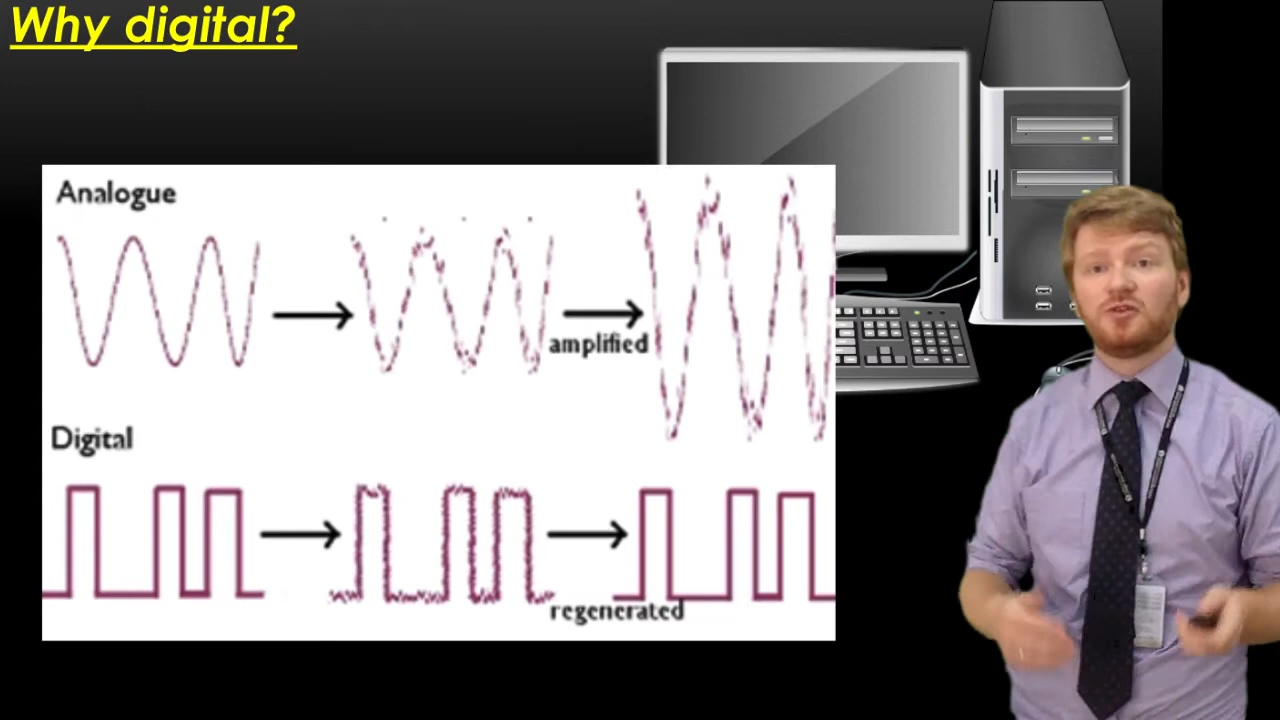 Why digital?
Analogue
amplified
Digital
regenerated